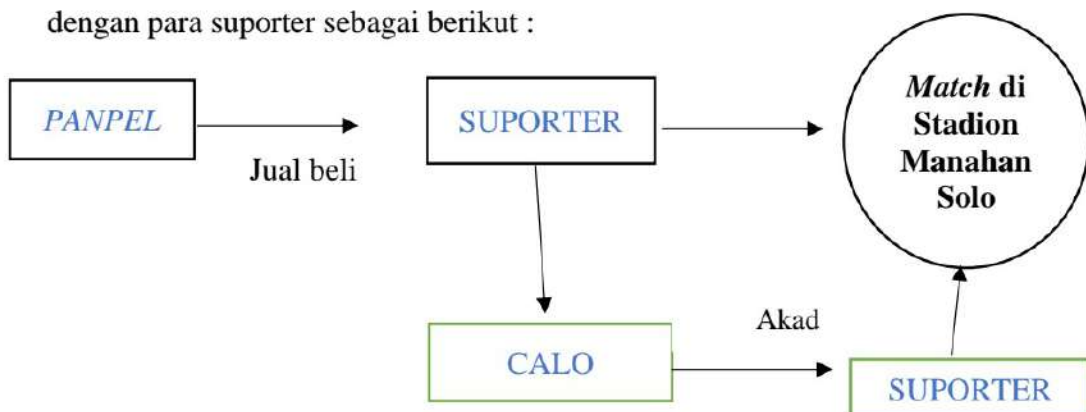 dengan para suporter sebagai berikut :
PANPEL
Jual beli
SUPORTER
Match di
Stadion
Manahan
Solo
CALO
Akad
SUPORTER